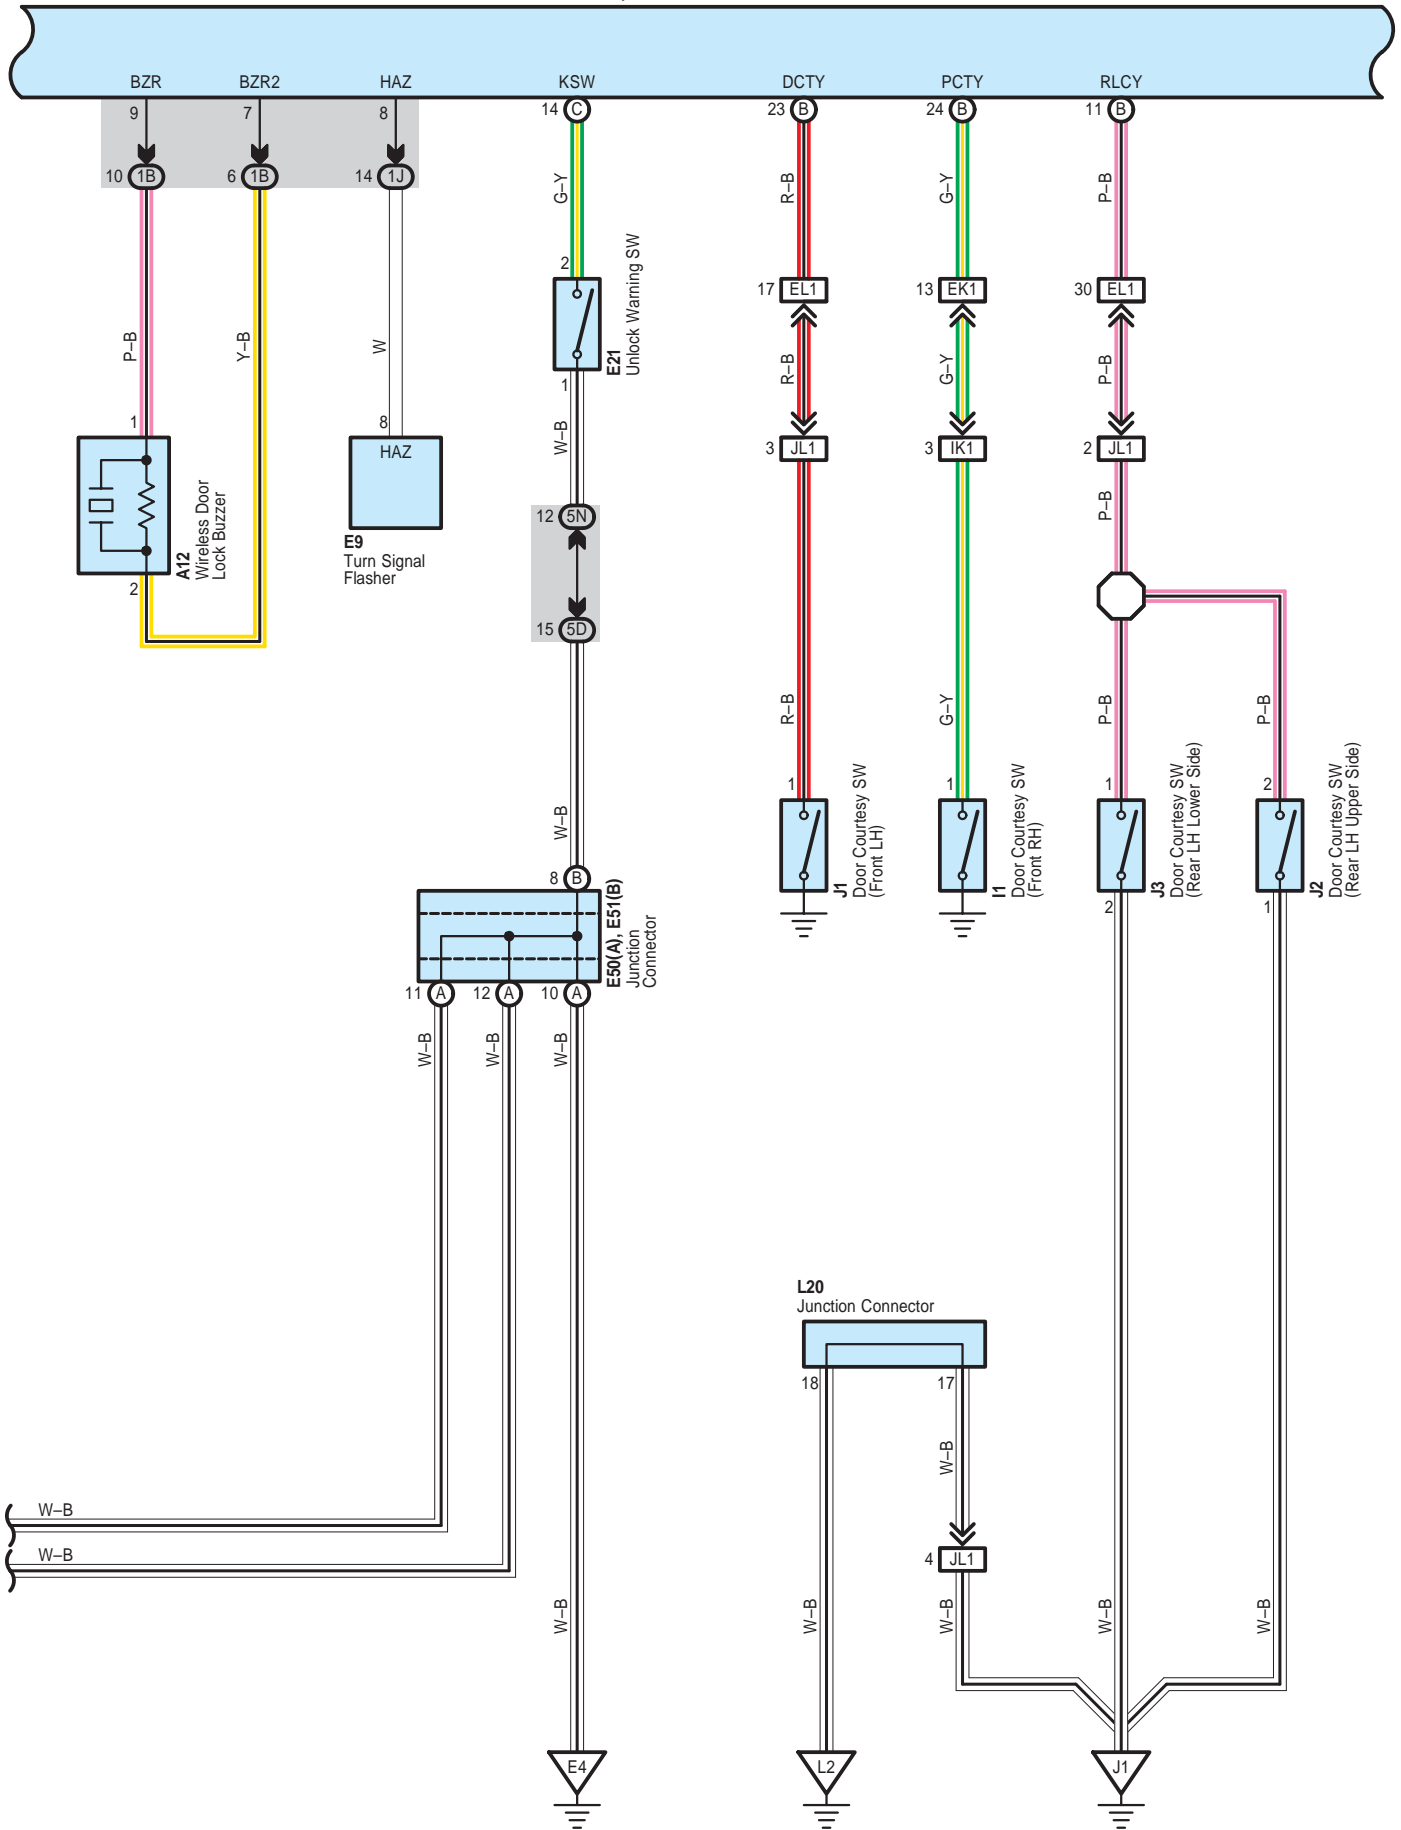 BZR BZR2 HAZ KSW DCTY PCTY RLCY
9 7 8 14 C 23 B 24 B 11 B
10 1B 6 1B 14 1J
G–Y R–B G–Y P–B
2
17 EL1 13 EK1 30 EL1
E21
Unlock Warning SW
P–B Y–B W R–B G–Y P–B
1
1 8 W–B
HAZ
3 JL1 3 IK1 2 JL1
P–B
A12
Wireless Door
Lock Buzzer
2
E9
Turn Signal
Flasher
12 5N
15 5D
R–B G–Y P–B P–B
W–B
1 1 1 2
J1
Door Courtesy SW
(Front LH)
I1
Door Courtesy SW
(Front RH)
J3
Door Courtesy SW
(Rear LH Lower Side)
J2
Door Courtesy SW
(Rear LH Upper Side)
2 1
8 B
E50(A), E51(B)
Junction
Connector
11 A 12 A 10 A
W–B W–B W–B
L20
Junction Connector
18 17
W–B
W–B
W–B
4 JL1
W–B W–B W–B W–B W–B
E4 L2 J1